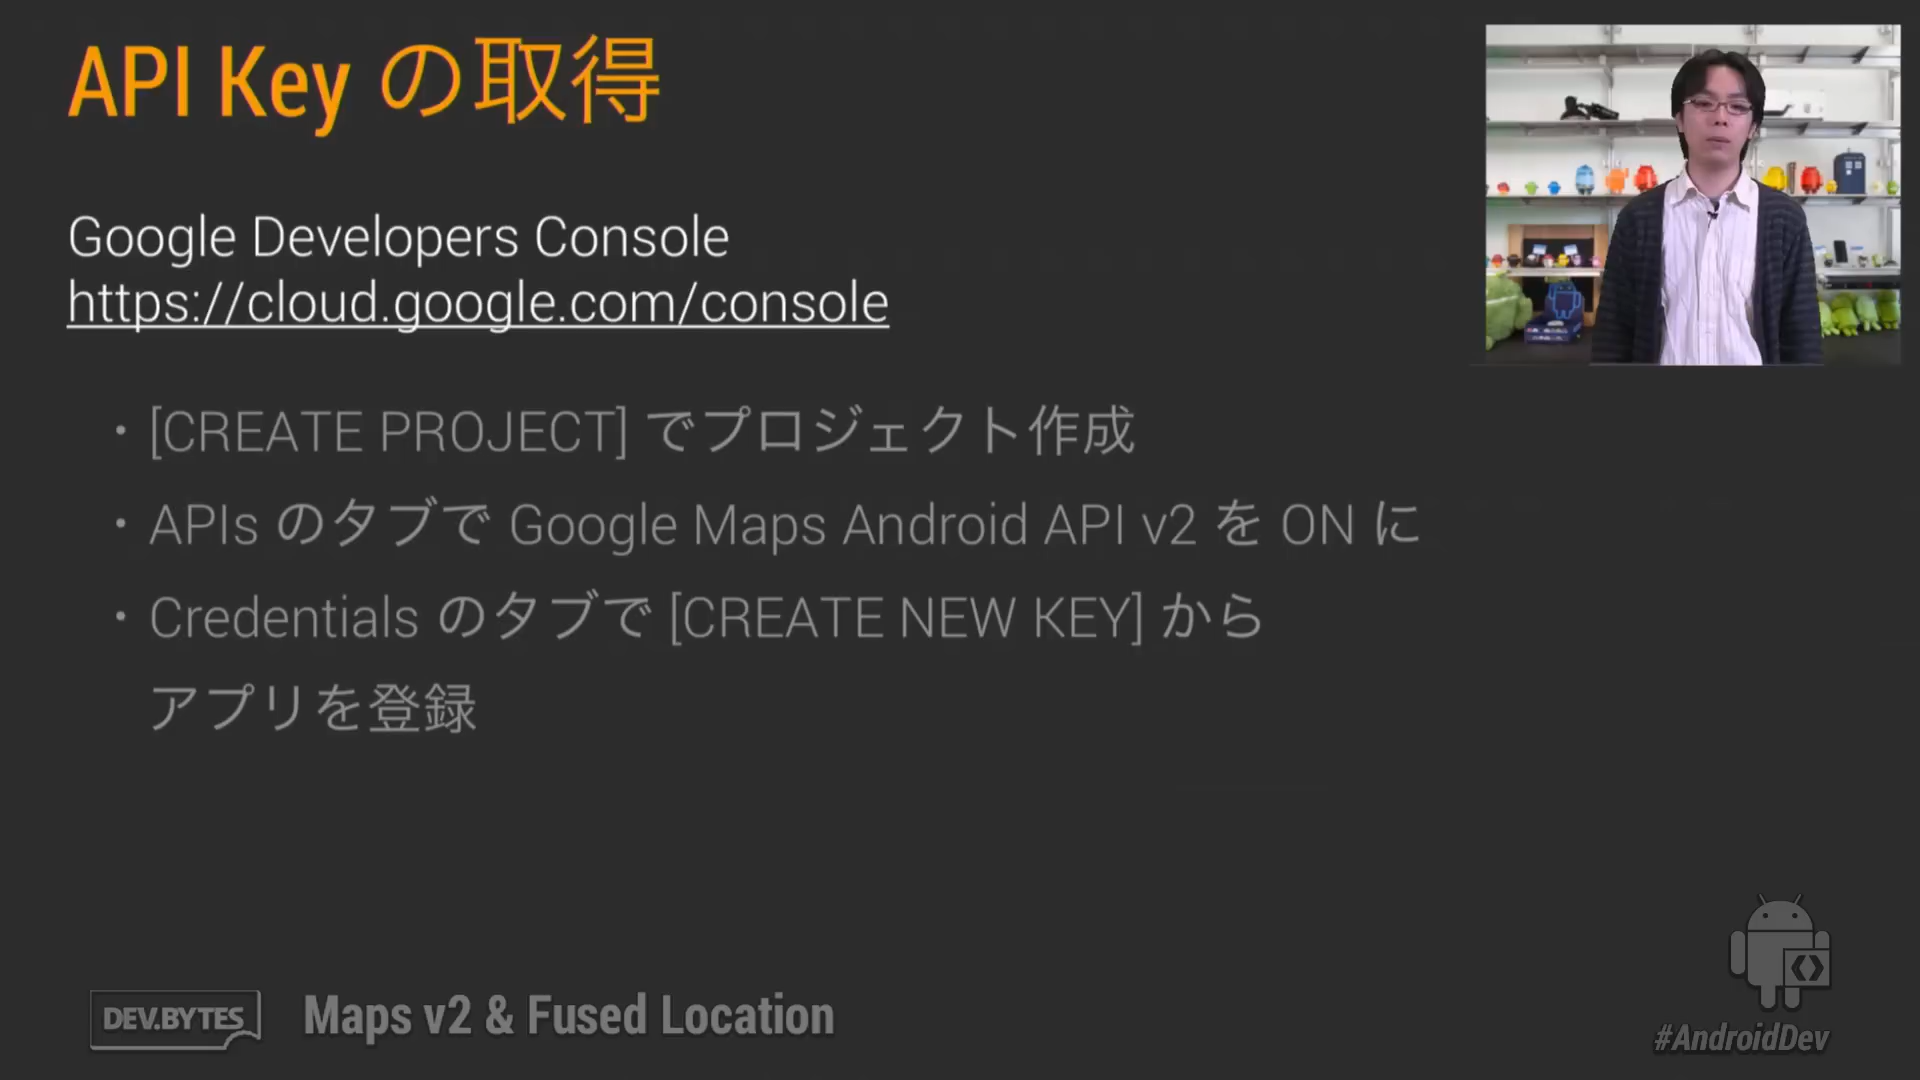 API Key の取得
Google Developers Console
https://cloud.google.com/console
・[CREATE PROJECT] でプロジェクト作成
・APIs のタブで Google Maps Android API v2 を ON に
・Credentials のタブで [CREATE NEW KEY] から
アプリを登録
DEV.BYTES Maps v2 & Fused Location
#AndroidDev